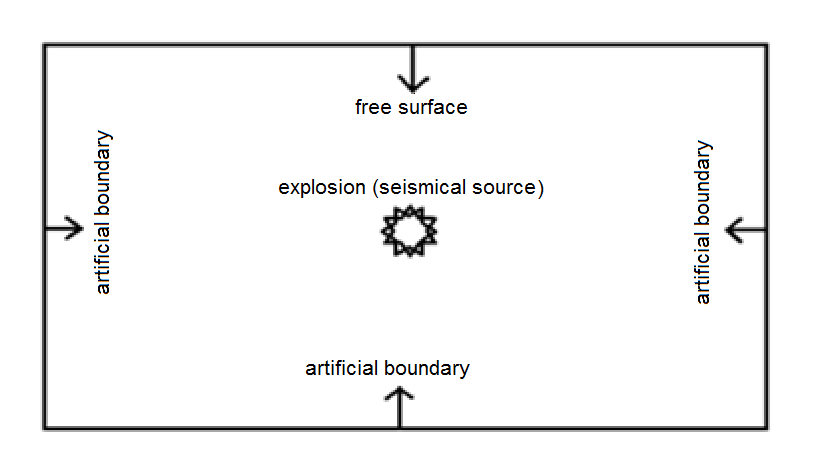 free surface
artificial boundary
explosion (seismical source)
artificial boundary
artificial boundary